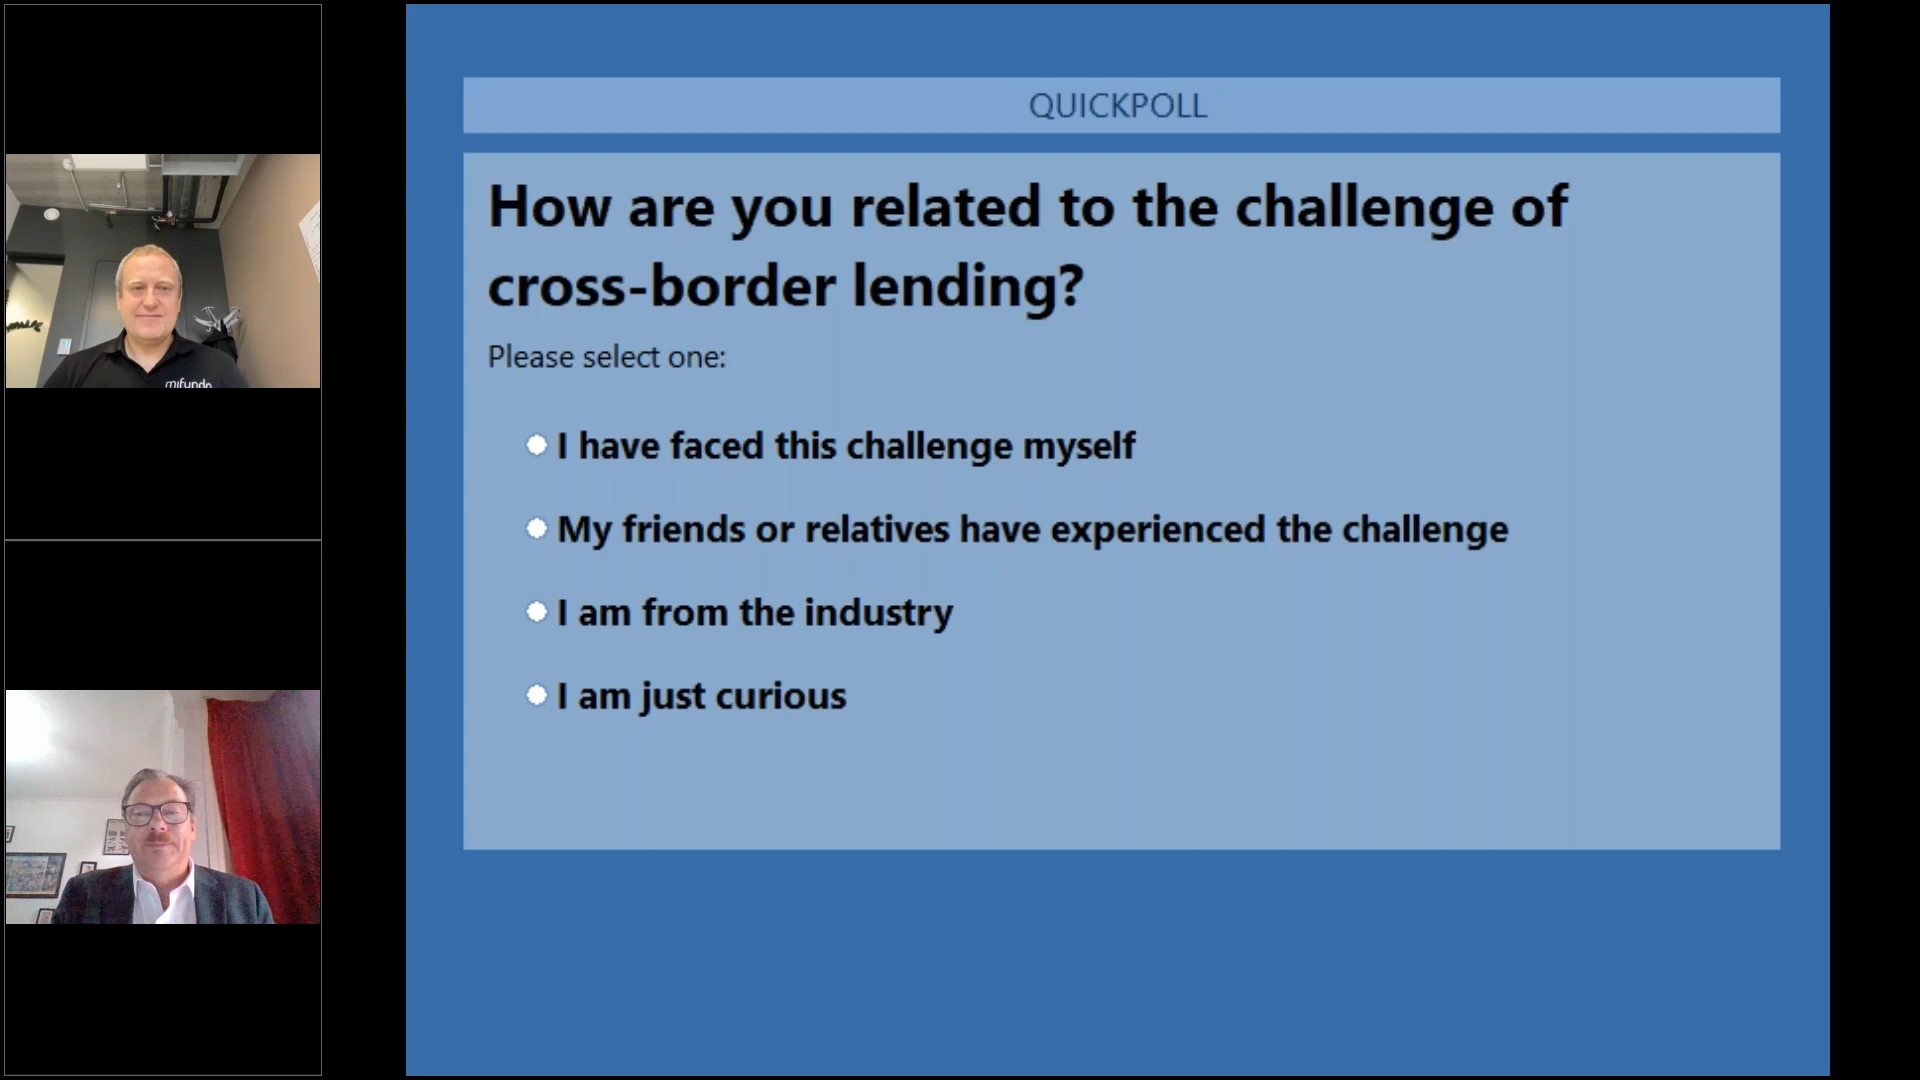 QUICKPOLL
How are you related to the challenge of
cross-border lending?
Please select one:
I have faced this challenge myself
My friends or relatives have experienced the challenge
I am from the industry
I am just curious
mifundo